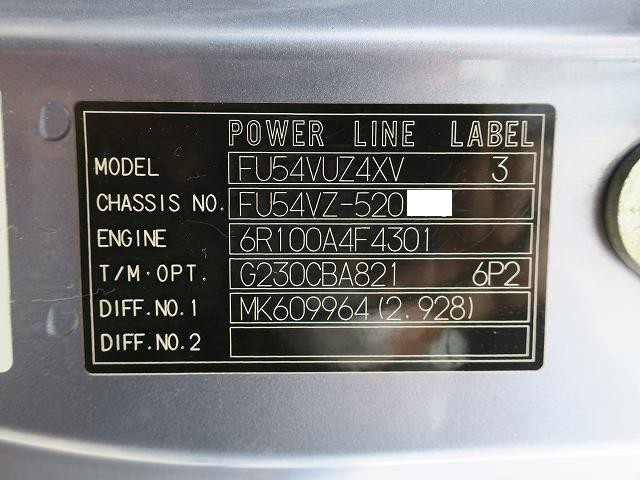 POWER LINE LABEL
MODEL FU54VUZ4XV 3
CHASSIS NO. FU54VZ-520
ENGINE 6R100A4F4301
T/M·OPT. G230CBA821 6P2
DIFF.NO.1 MK609964(2.928)
DIFF.NO.2